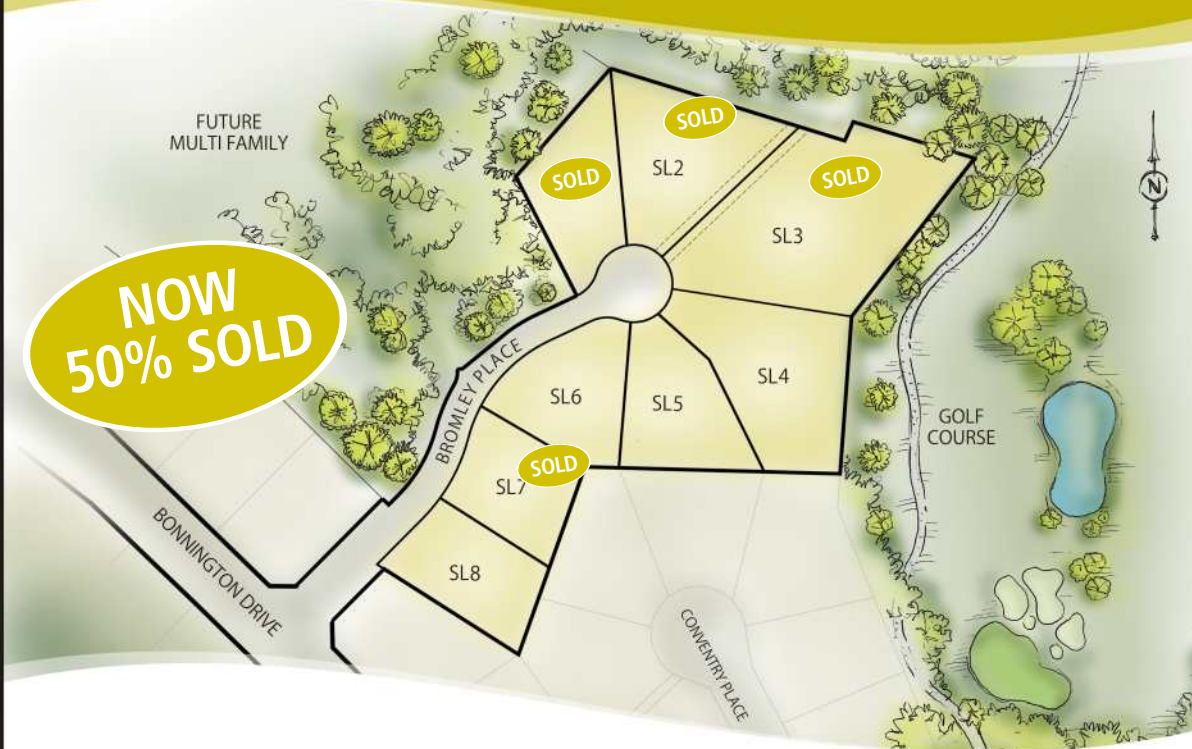 FUTURE
MULTI FAMILY
SOLD
SL2
SOLD
SOLD
SL3
N
NOW
50% SOLD
BROMLEY PLACE
SL6
SL5
SL4
GOLF
COURSE
SOLD
SL7
SL8
BONNINGTON DRIVE
CONVENTRY PLACE